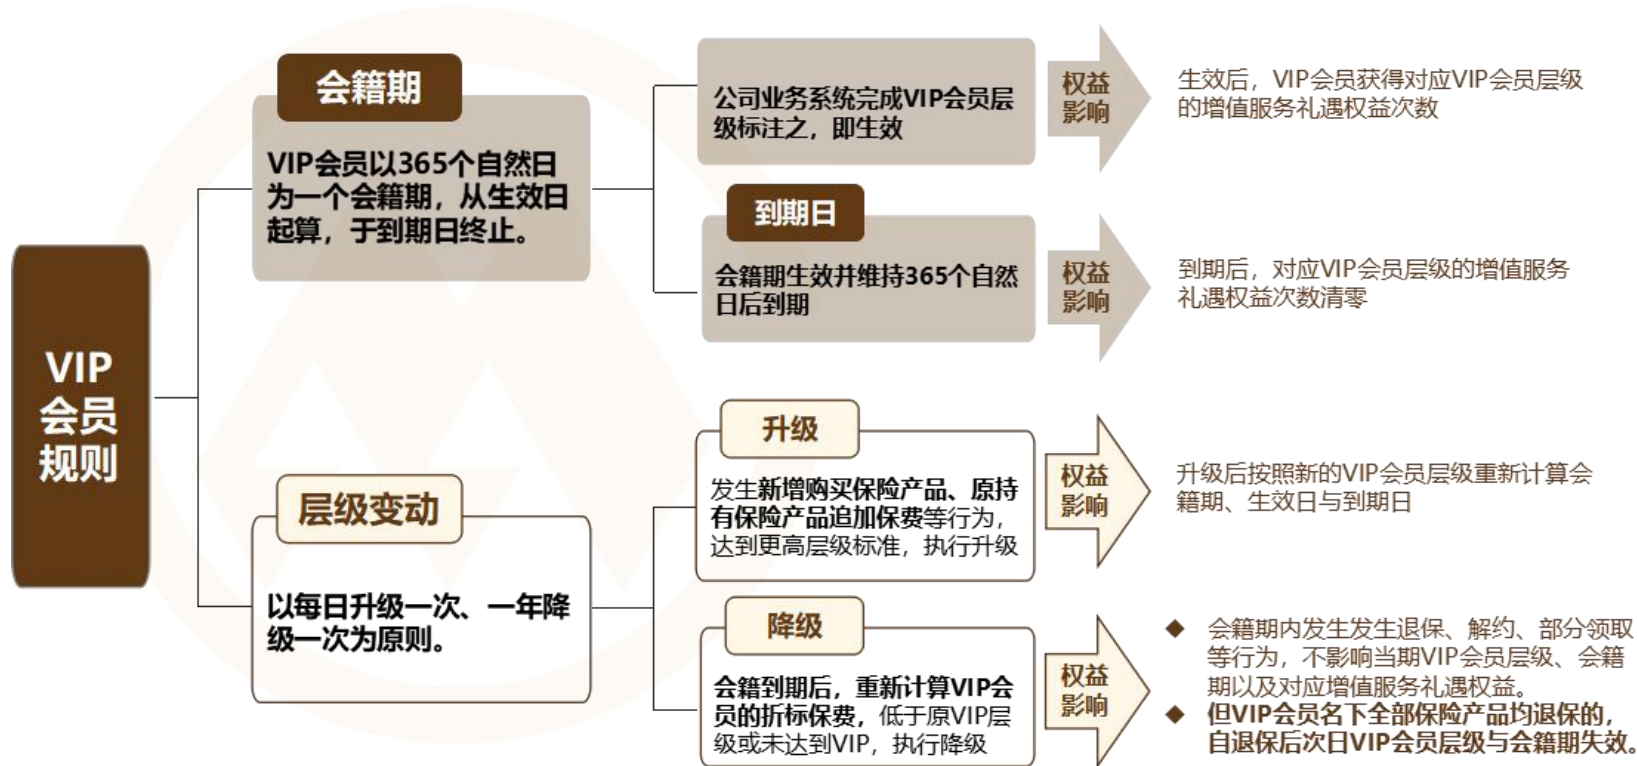 VIP
会员
规则
会籍期
VIP会员以365个自然日
为一个会籍期，从生效日
起算，于到期日终止。
公司业务系统完成VIP会员层
级标注之，即生效
权益
影响
生效后，VIP会员获得对应VIP会员层级
的增值服务礼遇权益次数
到期日
会籍期生效并维持365个自然
日后到期
权益
影响
到期后，对应VIP会员层级的增值服务
礼遇权益次数清零
层级变动
以每日升级一次、一年降
级一次为原则。
升级
发生新增购买保险产品、原持
有保险产品追加保费等行为，
达到更高层级标准，执行升级
权益
影响
升级后按照新的VIP会员层级重新计算会
籍期、生效日与到期日
降级
会籍到期后，重新计算VIP会
员的折标保费，低于原VIP层
级或未达到VIP，执行降级
权益
影响
◆ 会籍期内发生发生退保、解约、部分领取
等行为，不影响当期VIP会员层级、会籍
期以及对应增值服务礼遇权益。
◆ 但VIP会员名下全部保险产品均退保的，
自退保后次日VIP会员层级与会籍期失效。